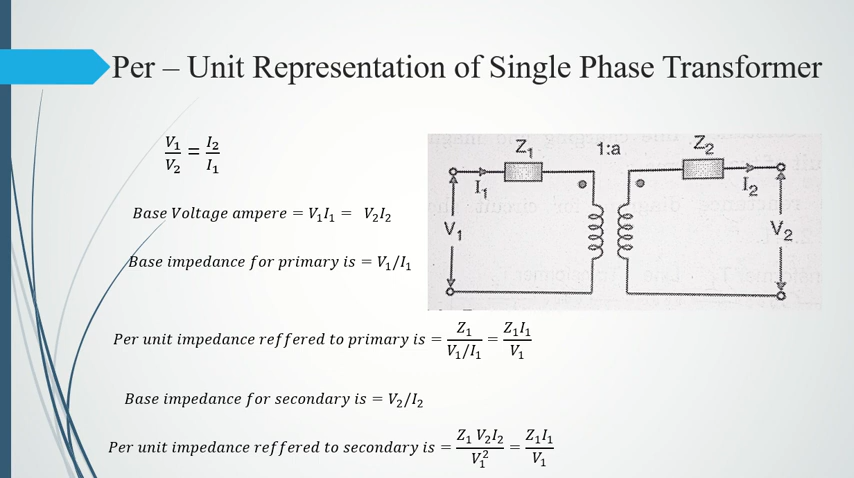 Per – Unit Representation of Single Phase Transformer
V₁/V₂ = I₂/I₁
Base Voltage ampere = V₁I₁ = V₂I₂
Base impedance for primary is = V₁/I₁
Z₁ 1:a Z₂
I₁ I₂
V₁ V₂
Per unit impedance reffered to primary is = Z₁/(V₁/I₁) = Z₁I₁/V₁
Base impedance for secondary is = V₂/I₂
Per unit impedance reffered to secondary is = Z₁ V₂I₂/V₁² = Z₁I₁/V₁